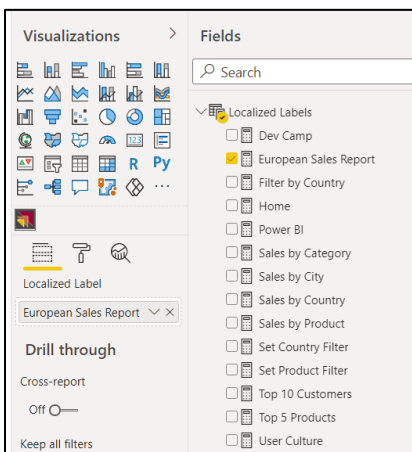 Visualizations
R
Py
123
Localized Label
European Sales Report
Drill through
Cross-report
Off
Keep all filters
Fields
Search
Localized Labels
Dev Camp
European Sales Report
Filter by Country
Home
Power BI
Sales by Category
Sales by City
Sales by Country
Sales by Product
Set Country Filter
Set Product Filter
Top 10 Customers
Top 5 Products
User Culture